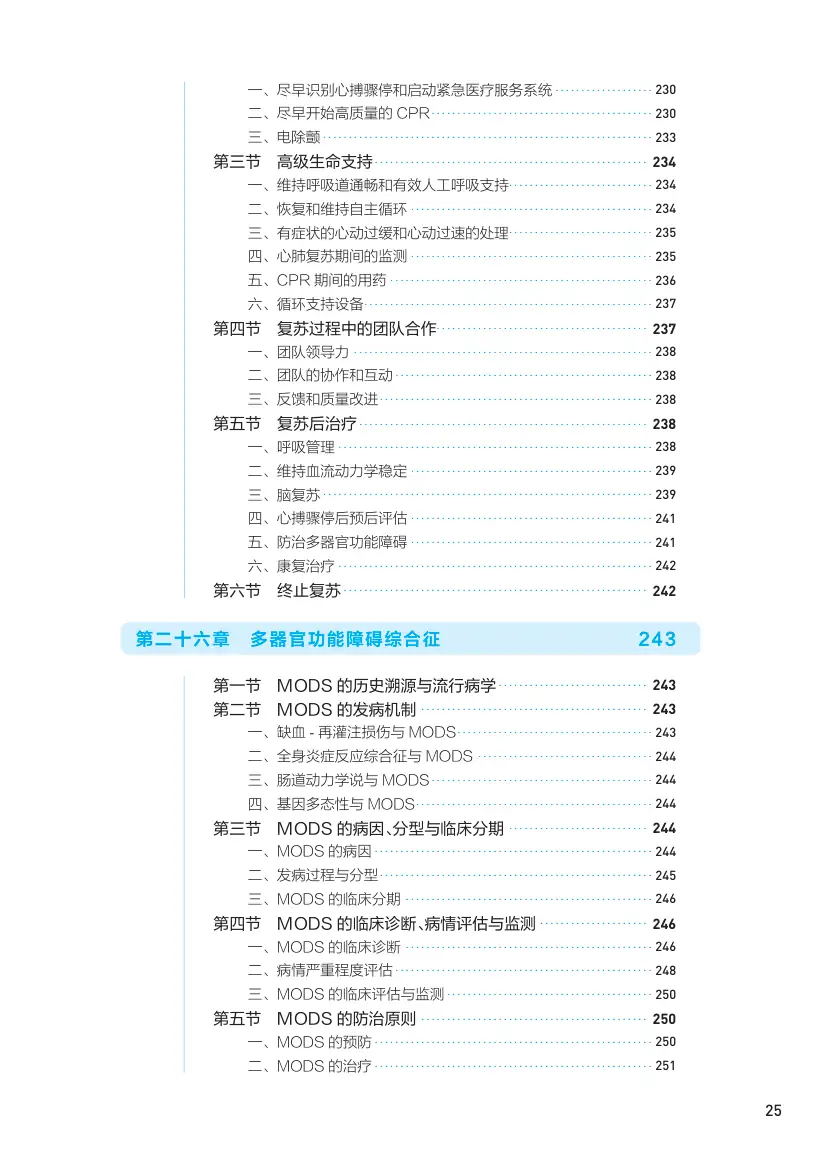 一、尽早识别心搏骤停和启动紧急医疗服务系统 230
二、尽早开始高质量的 CPR 230
三、电除颤 233
第三节 高级生命支持 234
一、维持呼吸道通畅和有效人工呼吸支持 234
二、恢复和维持自主循环 234
三、有症状的心动过缓和心动过速的处理 235
四、心肺复苏期间的监测 235
五、CPR 期间的用药 236
六、循环支持设备 237
第四节 复苏过程中的团队合作 237
一、团队领导力 238
二、团队的协作和互动 238
三、反馈和质量改进 238
第五节 复苏后治疗 238
一、呼吸管理 238
二、维持血流动力学稳定 239
三、脑复苏 239
四、心搏骤停后预后评估 241
五、防治多器官功能障碍 241
六、康复治疗 242
第六节 终止复苏 242
第二十六章 多器官功能障碍综合征 243
第一节 MODS 的历史溯源与流行病学 243
第二节 MODS 的发病机制 243
一、缺血 - 再灌注损伤与 MODS 243
二、全身炎症反应综合征与 MODS 244
三、肠道动力学说与 MODS 244
四、基因多态性与 MODS 244
第三节 MODS 的病因、分型与临床分期 244
一、MODS 的病因 244
二、发病过程与分型 245
三、MODS 的临床分期 246
第四节 MODS 的临床诊断、病情评估与监测 246
一、MODS 的临床诊断 246
二、病情严重程度评估 248
三、MODS 的临床评估与监测 250
第五节 MODS 的防治原则 250
一、MODS 的预防 250
二、MODS 的治疗 251
25